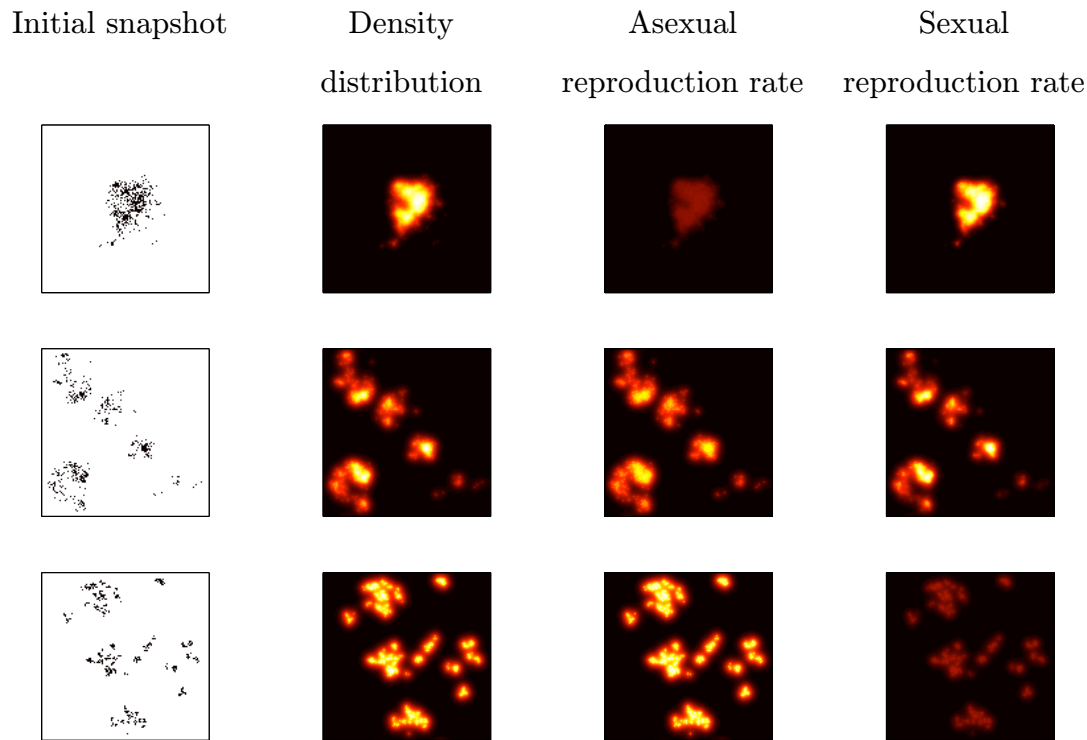 Initial snapshot
Density
distribution
Asexual
reproduction rate
Sexual
reproduction rate